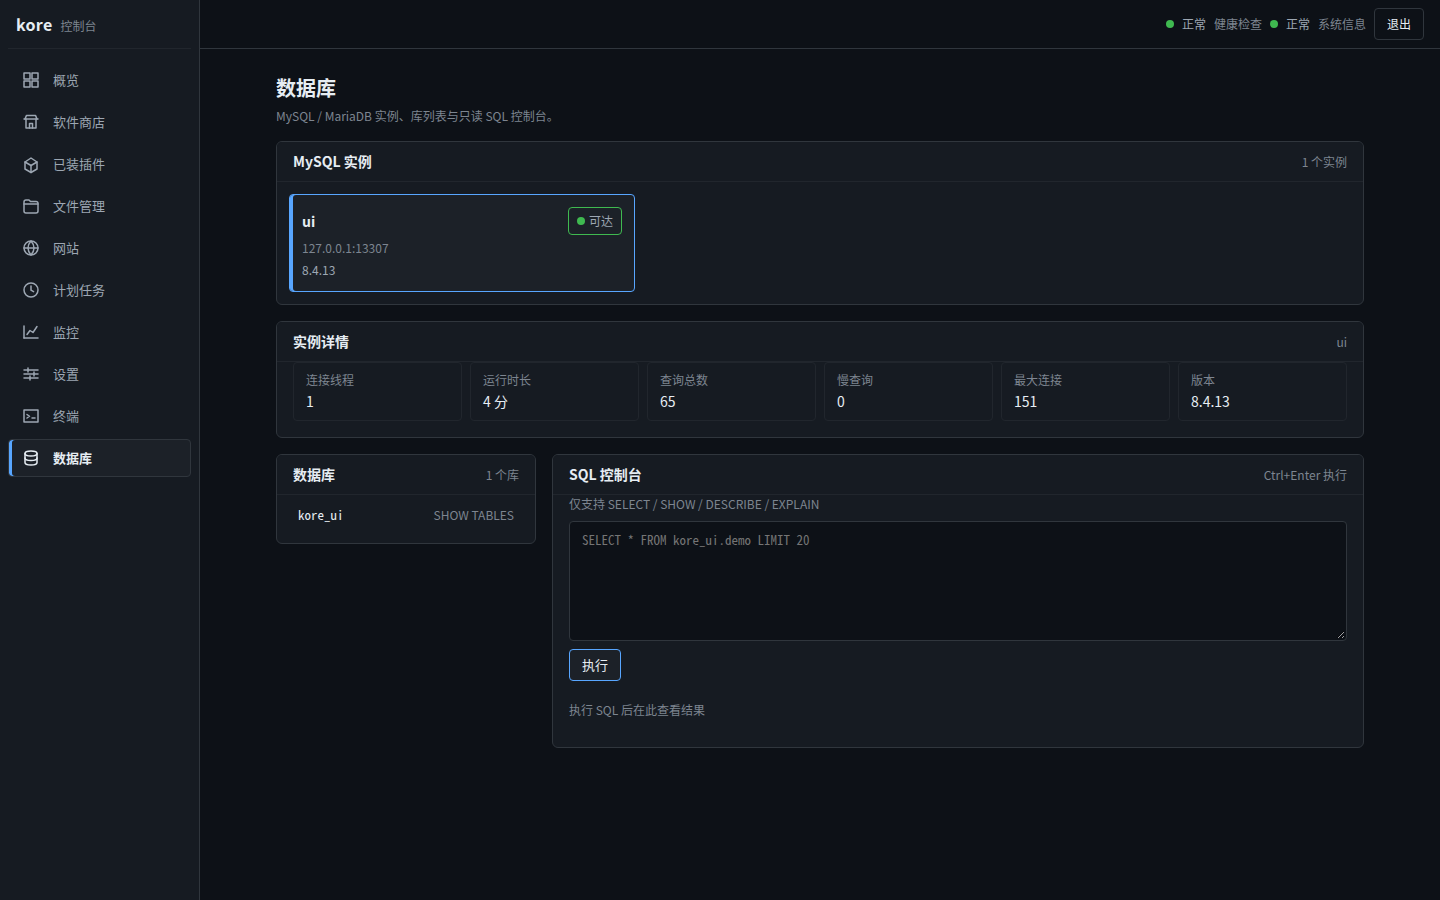 kore 控制台
正常 健康检查 正常 系统信息 退出
概览
软件商店
已装插件
文件管理
网站
计划任务
监控
设置
终端
数据库
数据库
MySQL / MariaDB 实例、库列表与只读 SQL 控制台。
MySQL 实例 1 个实例
ui 可达
127.0.0.1:13307
8.4.13
实例详情 ui
连接线程 运行时长 查询总数 慢查询 最大连接 版本
1 4 分 65 0 151 8.4.13
数据库 1 个库
kore_ui SHOW TABLES
SQL 控制台 Ctrl+Enter 执行
仅支持 SELECT / SHOW / DESCRIBE / EXPLAIN
SELECT * FROM kore_ui.demo LIMIT 20
执行
执行 SQL 后在此查看结果